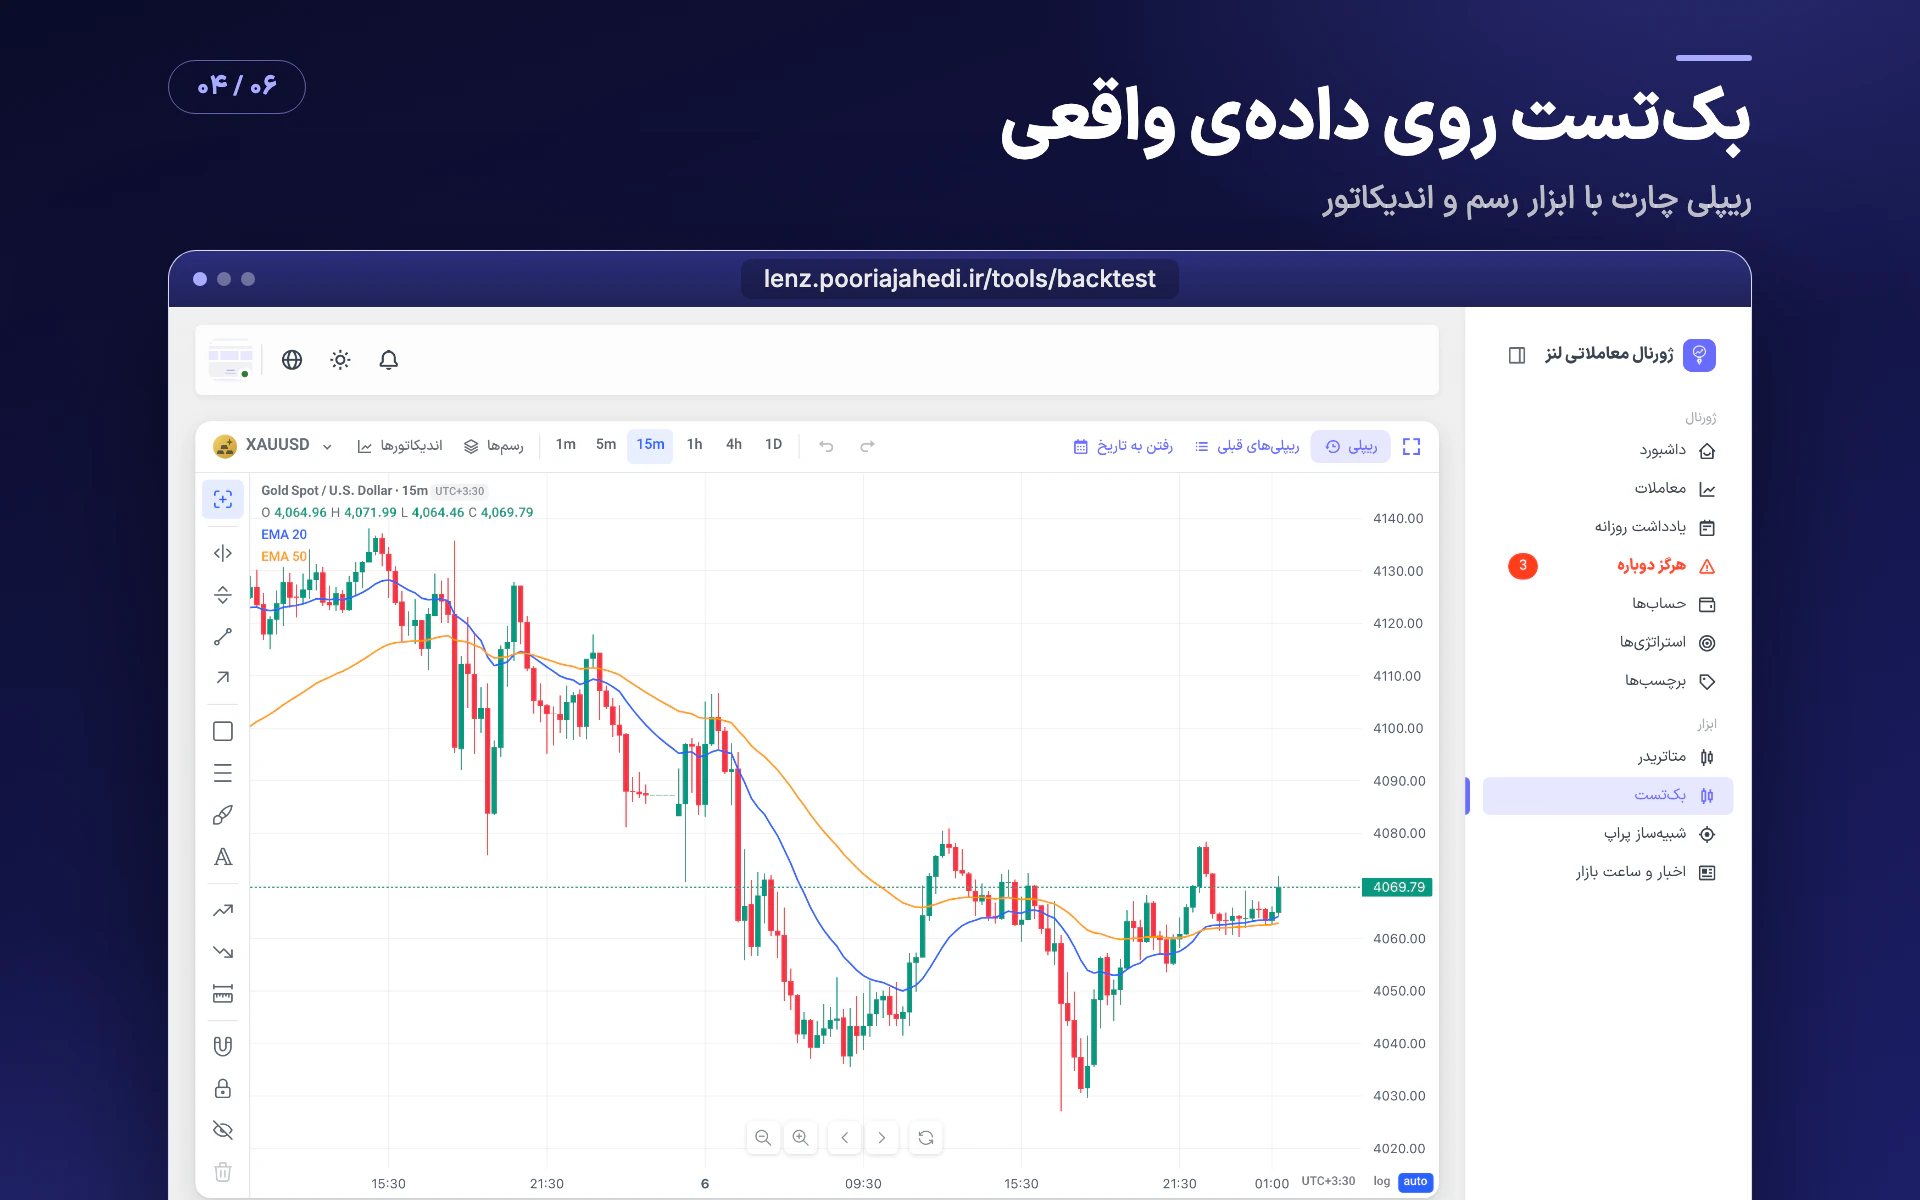 بک‌تست روی داده‌ی واقعی
۰۴ / ۰۶
ریپلی چارت با ابزار رسم و اندیکاتور
lenz.pooriajahedi.ir/tools/backtest
ژورنال معاملاتی لنز
ژورنال
داشبورد
معاملات
یادداشت روزانه
هرگز دوباره
3
حساب‌ها
استراتژی‌ها
برچسب‌ها
ابزار
متاتریدر
بک‌تست
شبیه‌ساز پراپ
اخبار و ساعت بازار
XAUUSD
اندیکاتورها
رسم‌ها
1m 5m 15m 1h 4h 1D
رفتن به تاریخ
ریپلی‌های قبلی
ریپلی
Gold Spot / U.S. Dollar · 15m UTC+3:30
O 4,064.96 H 4,071.99 L 4,064.46 C 4,069.79
EMA 20
EMA 50
4140.00
4130.00
4120.00
4110.00
4100.00
4090.00
4080.00
4069.79
4060.00
4050.00
4040.00
4030.00
4020.00
15:30 21:30 6 09:30 15:30 21:30 01:00 UTC+3:30 log auto